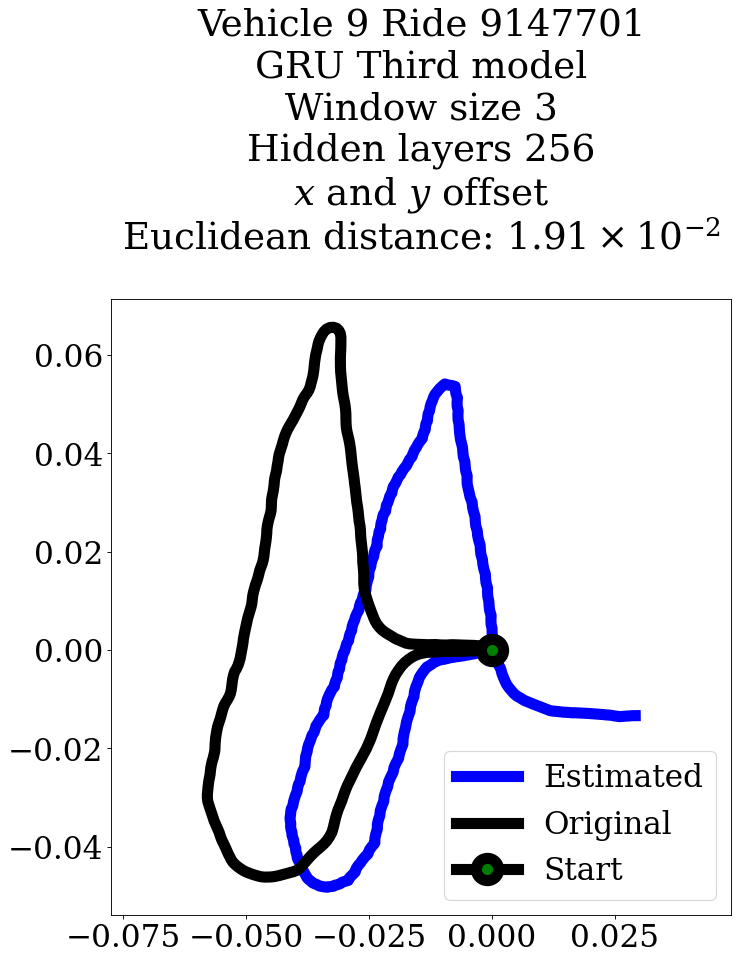 Vehicle 9 Ride 9147701
GRU Third model
Window size 3
Hidden layers 256
x and y offset
Euclidean distance: 1.91 × 10⁻²
0.06
0.04
0.02
0.00
−0.02
−0.04
Estimated
Original
Start
−0.075 −0.050 −0.025 0.000 0.025